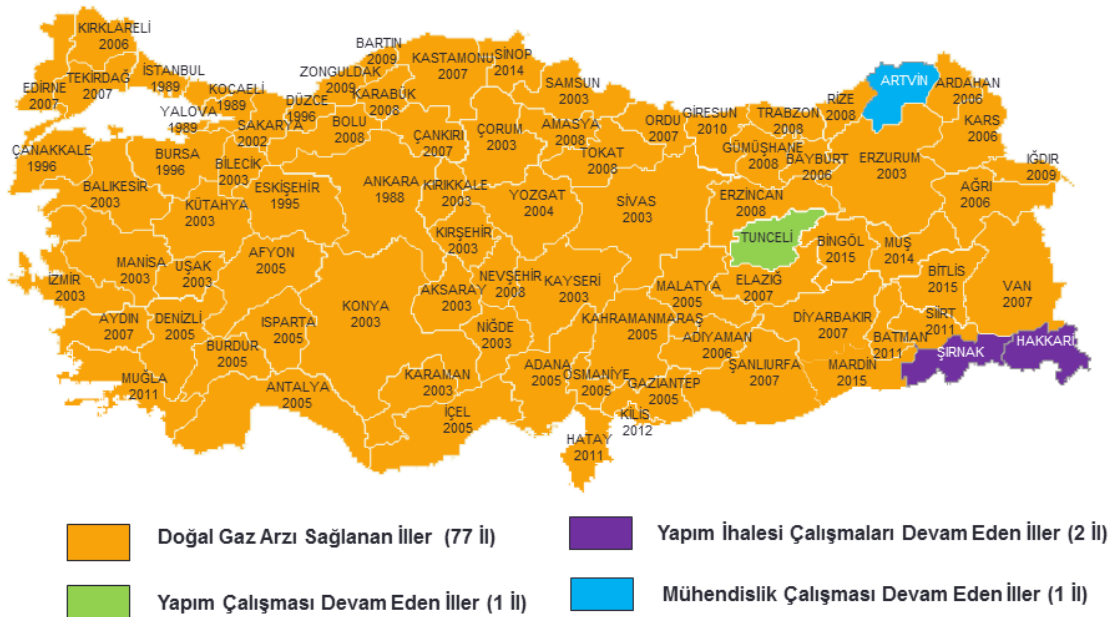 KIRKLARELİ
2006
EDİRNE
2007
TEKİRDAĞ
2007
İSTANBUL
1989
KOCAELİ
1989
YALOVA
1989
SAKARYA
2002
DÜZCE
1996
ZONGULDAK
2009
BARTIN
2009
KARABÜK
2008
BOLU
2008
KASTAMONU
2007
SİNOP
2014
SAMSUN
2003
ÇANKIRI
2007
ÇORUM
2003
AMASYA
2008
TOKAT
2008
ORDU
2007
GİRESUN
2010
TRABZON
2008
RİZE
2008
ARTVİN
ARDAHAN
2006
KARS
2006
GÜMÜŞHANE
2008
BAYBURT
2006
ERZURUM
2003
IĞDIR
2009
AĞRI
2006
ÇANAKKALE
1996
BALIKESİR
2003
BURSA
1996
BİLECİK
2003
KÜTAHYA
2003
ESKİŞEHİR
1995
ANKARA
1988
KIRIKKALE
2003
YOZGAT
2004
KIRŞEHİR
2003
SİVAS
2003
ERZİNCAN
2008
TUNCELİ
BİNGÖL
2015
MUŞ
2014
BİTLİS
2015
VAN
2007
İZMİR
2003
MANİSA
2003
UŞAK
2003
AFYON
2005
KONYA
2003
AKSARAY
2003
NEVŞEHİR
2008
KAYSERİ
2003
MALATYA
2005
ELAZIĞ
2007
DİYARBAKIR
2007
BATMAN
2011
SİİRT
2011
ŞIRNAK
HAKKARİ
AYDIN
2007
DENİZLİ
2005
BURDUR
2005
ISPARTA
2005
NİĞDE
2003
KAHRAMANMARAŞ
2005
ADIYAMAN
2006
ŞANLIURFA
2007
MARDİN
2015
MUĞLA
2011
ANTALYA
2005
KARAMAN
2003
İÇEL
2005
ADANA
2005
OSMANİYE
2005
GAZİANTEP
2005
KİLİS
2012
HATAY
2011
Doğal Gaz Arzı Sağlanan İller (77 İl)
Yapım İhalesi Çalışmaları Devam Eden İller (2 İl)
Yapım Çalışması Devam Eden İller (1 İl)
Mühendislik Çalışması Devam Eden İller (1 İl)